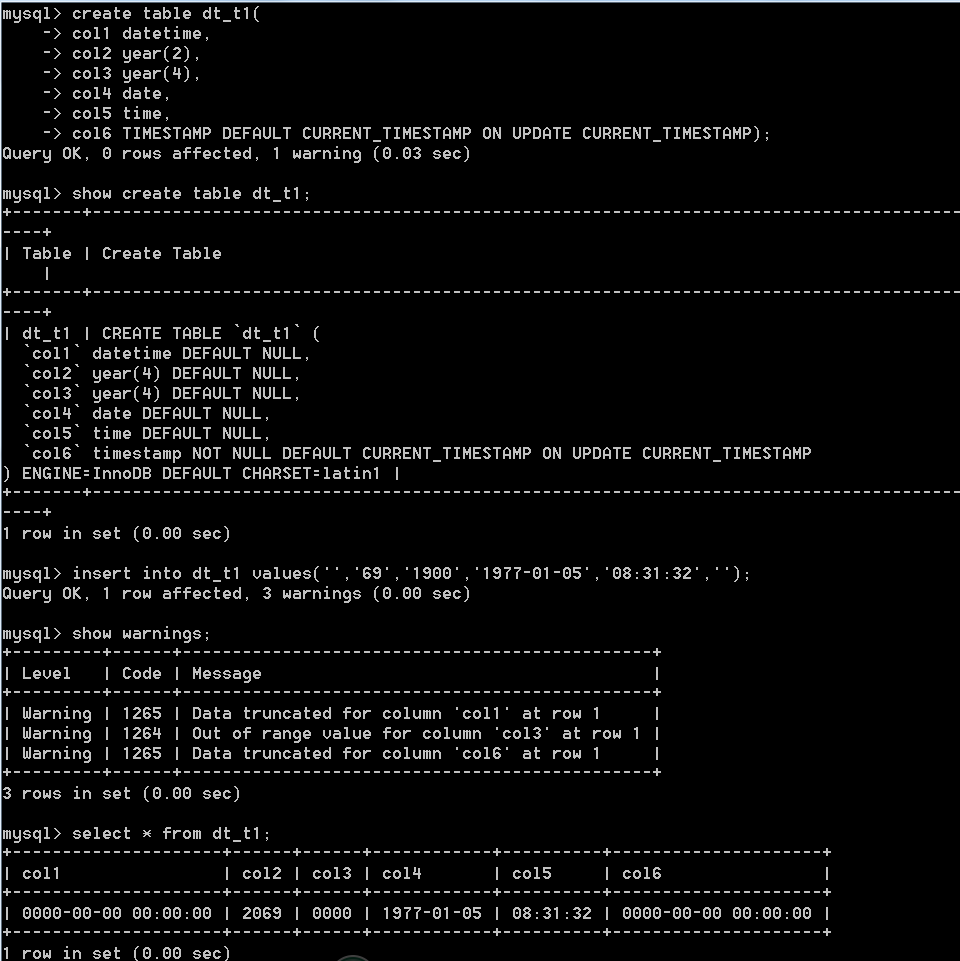 mysql> create table dt_t1(
    -> col1 datetime,
    -> col2 year(2),
    -> col3 year(4),
    -> col4 date,
    -> col5 time,
    -> col6 TIMESTAMP DEFAULT CURRENT_TIMESTAMP ON UPDATE CURRENT_TIMESTAMP);
Query OK, 0 rows affected, 1 warning (0.03 sec)
mysql> show create table dt_t1;
+-------+---------------------------------------------------------------------------------------
----+
| Table | Create Table
    |
+-------+---------------------------------------------------------------------------------------
----+
| dt_t1 | CREATE TABLE `dt_t1` (
  `col1` datetime DEFAULT NULL,
  `col2` year(4) DEFAULT NULL,
  `col3` year(4) DEFAULT NULL,
  `col4` date DEFAULT NULL,
  `col5` time DEFAULT NULL,
  `col6` timestamp NOT NULL DEFAULT CURRENT_TIMESTAMP ON UPDATE CURRENT_TIMESTAMP
) ENGINE=InnoDB DEFAULT CHARSET=latin1 |
+-------+---------------------------------------------------------------------------------------
----+
1 row in set (0.00 sec)
mysql> insert into dt_t1 values('','69','1900','1977-01-05','08:31:32','');
Query OK, 1 row affected, 3 warnings (0.00 sec)
mysql> show warnings;
+---------+------+-----------------------------------------------+
| Level   | Code | Message                                       |
+---------+------+-----------------------------------------------+
| Warning | 1265 | Data truncated for column 'col1' at row 1     |
| Warning | 1264 | Out of range value for column 'col3' at row 1 |
| Warning | 1265 | Data truncated for column 'col6' at row 1     |
+---------+------+-----------------------------------------------+
3 rows in set (0.00 sec)
mysql> select * from dt_t1;
+---------------------+------+------+------------+----------+---------------------+
| col1                | col2 | col3 | col4       | col5     | col6                |
+---------------------+------+------+------------+----------+---------------------+
| 0000-00-00 00:00:00 | 2069 | 0000 | 1977-01-05 | 08:31:32 | 0000-00-00 00:00:00 |
+---------------------+------+------+------------+----------+---------------------+
1 row in set (0.00 sec)